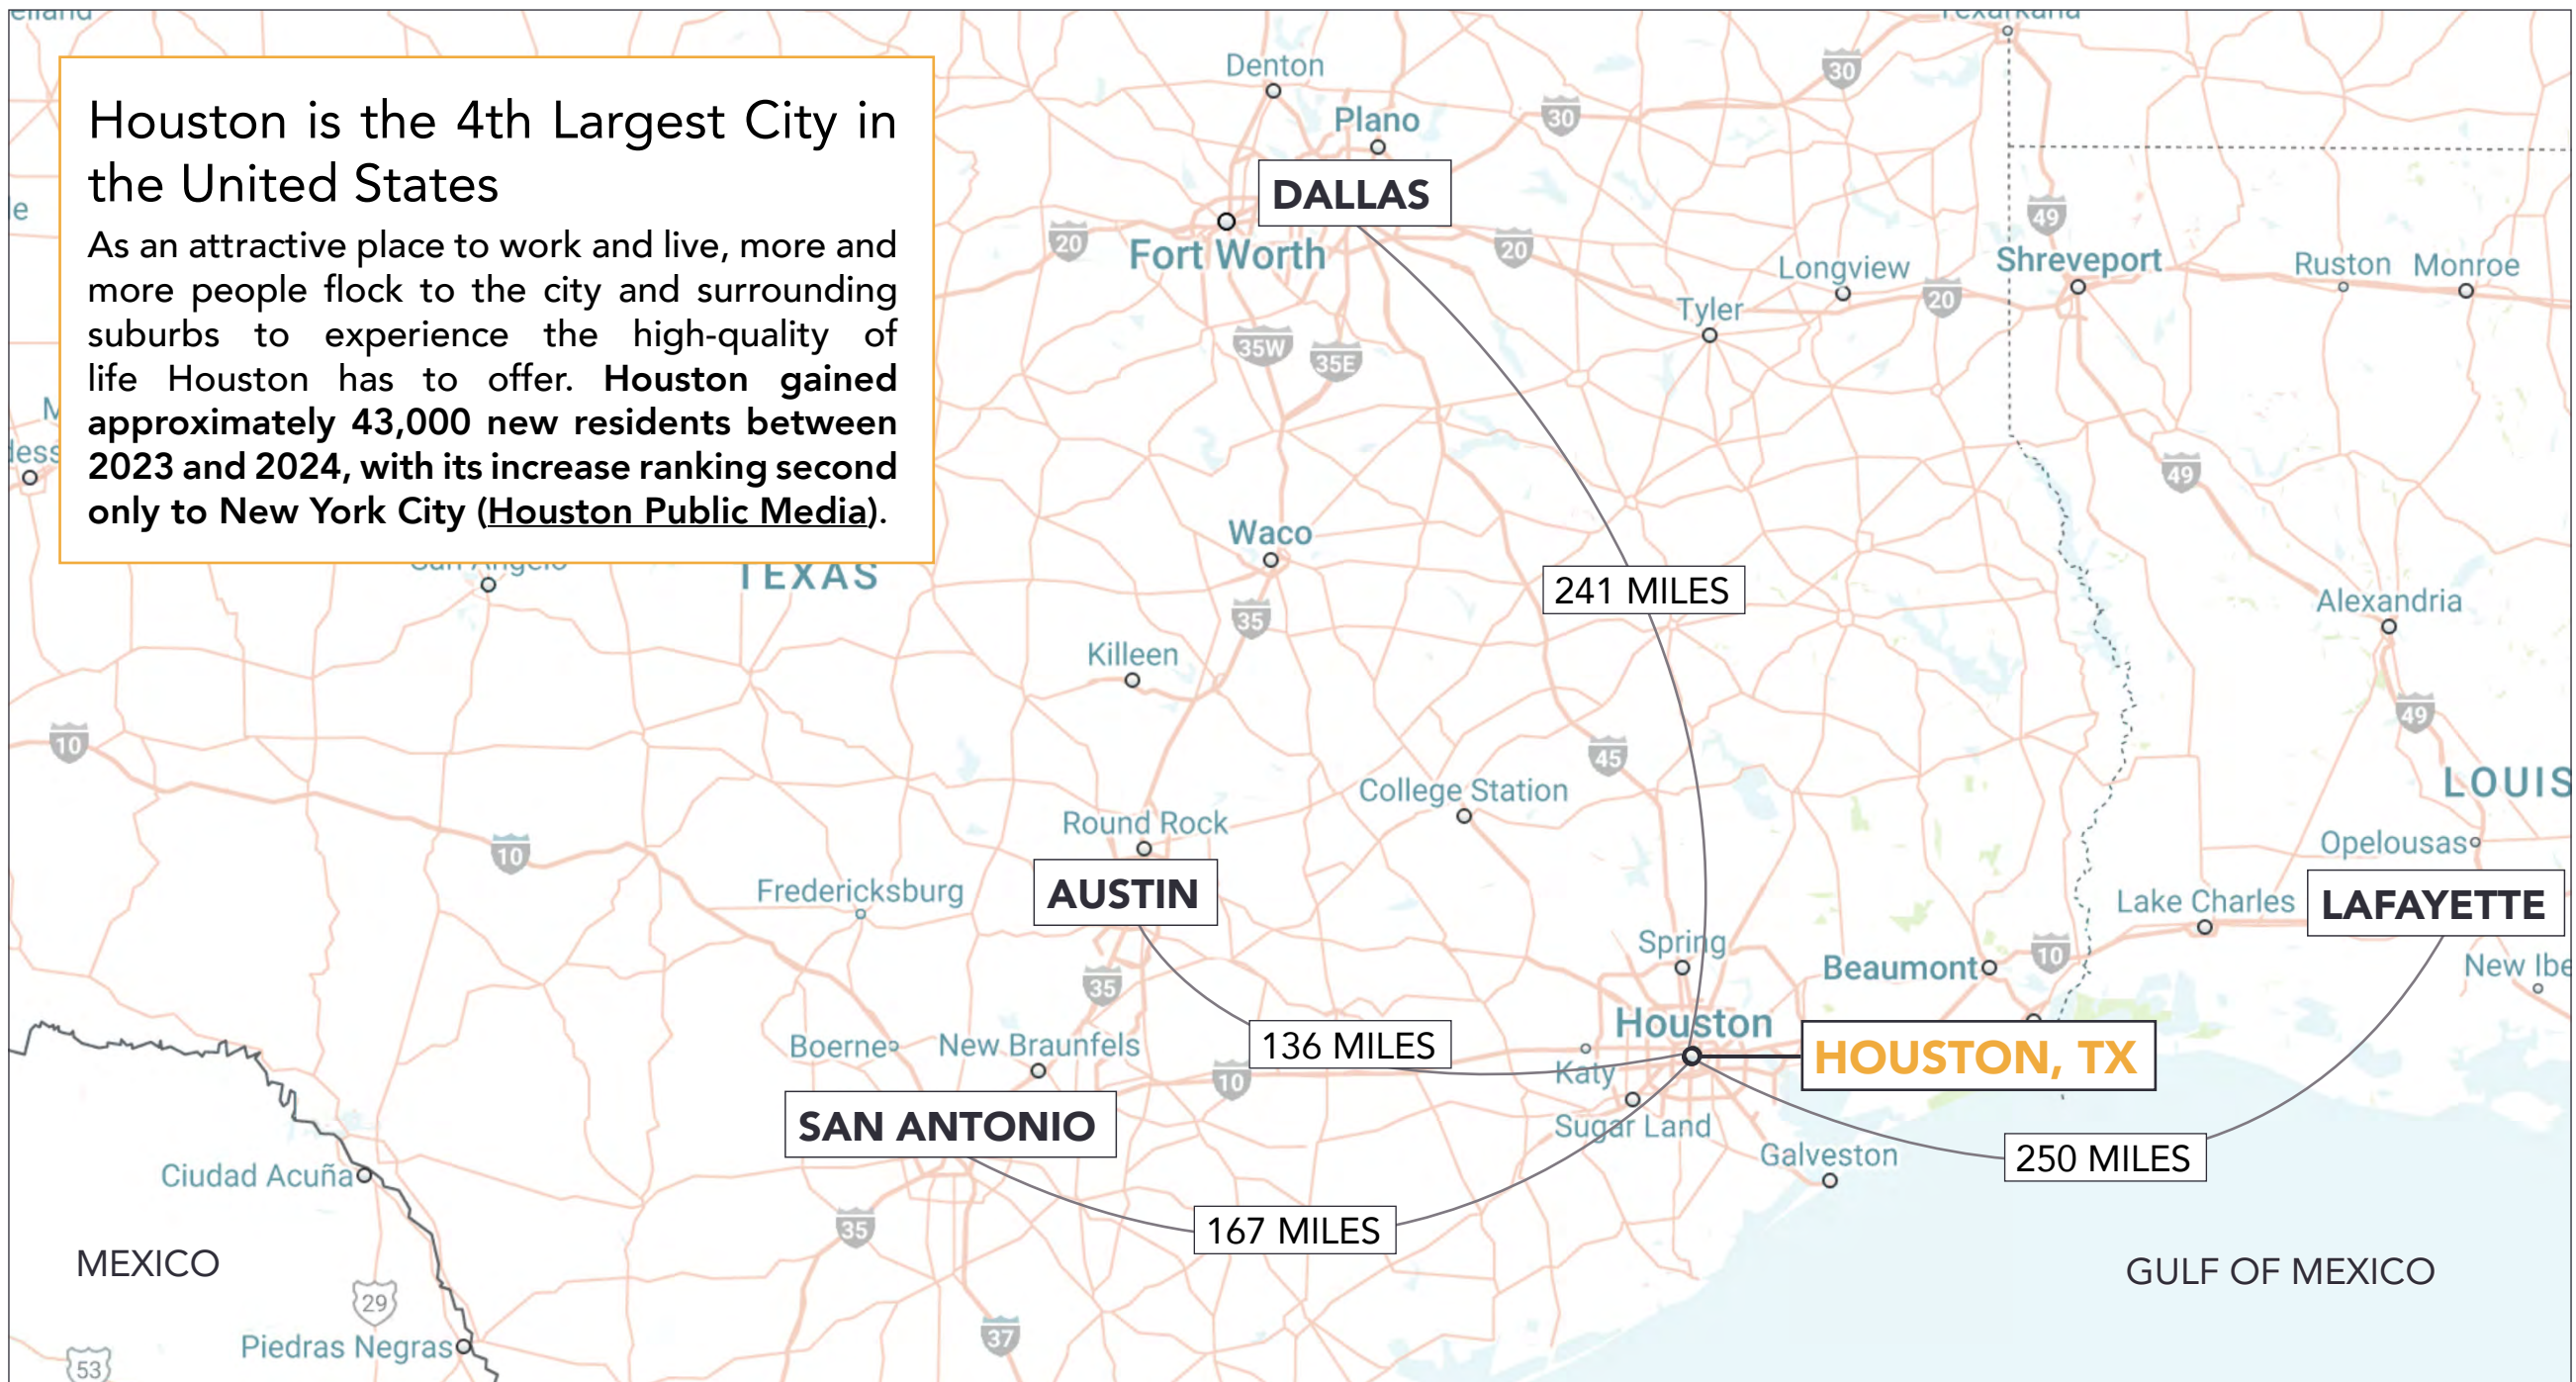 Houston is the 4th Largest City in
the United States
As an attractive place to work and live, more and
more people flock to the city and surrounding
suburbs to experience the high-quality of
life Houston has to offer. Houston gained
approximately 43,000 new residents between
2023 and 2024, with its increase ranking second
only to New York City (Houston Public Media).
Denton
Plano
DALLAS
Fort Worth
30
30
20
20
20
49
Longview
Shreveport
Ruston
Monroe
Tyler
35W
35E
49
Waco
TEXAS
241 MILES
35
Alexandria
Killeen
49
10
45
College Station
LOUIS
Round Rock
Opelousas
10
AUSTIN
Fredericksburg
Lake Charles
LAFAYETTE
Spring
Beaumont
10
New Ibe
35
Houston
HOUSTON, TX
136 MILES
Boerne
New Braunfels
10
Katy
SAN ANTONIO
Sugar Land
Galveston
250 MILES
Ciudad Acuña
35
167 MILES
MEXICO
GULF OF MEXICO
29
37
Piedras Negras
53